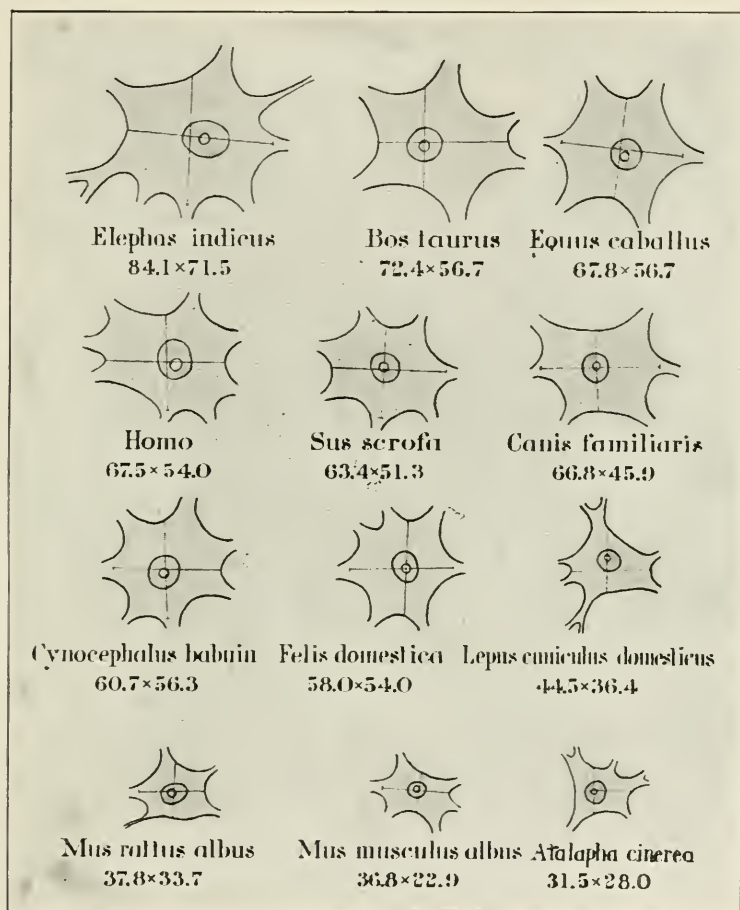 Elephas indicus
84.1×71.5
Bos taurus
72.4×56.7
Equus caballus
67.8×56.7
Homo
67.5×54.0
Sus scrofa
63.4×51.3
Canis familiaris
66.8×45.9
Cynocephalus babuin
60.7×56.3
Felis domestica
58.0×54.0
Lepus cuniculus domesticus
44.5×36.4
Mus rattus albus
37.8×33.7
Mus musculus albus
36.8×22.9
Atalapha cinerea
31.5×28.0